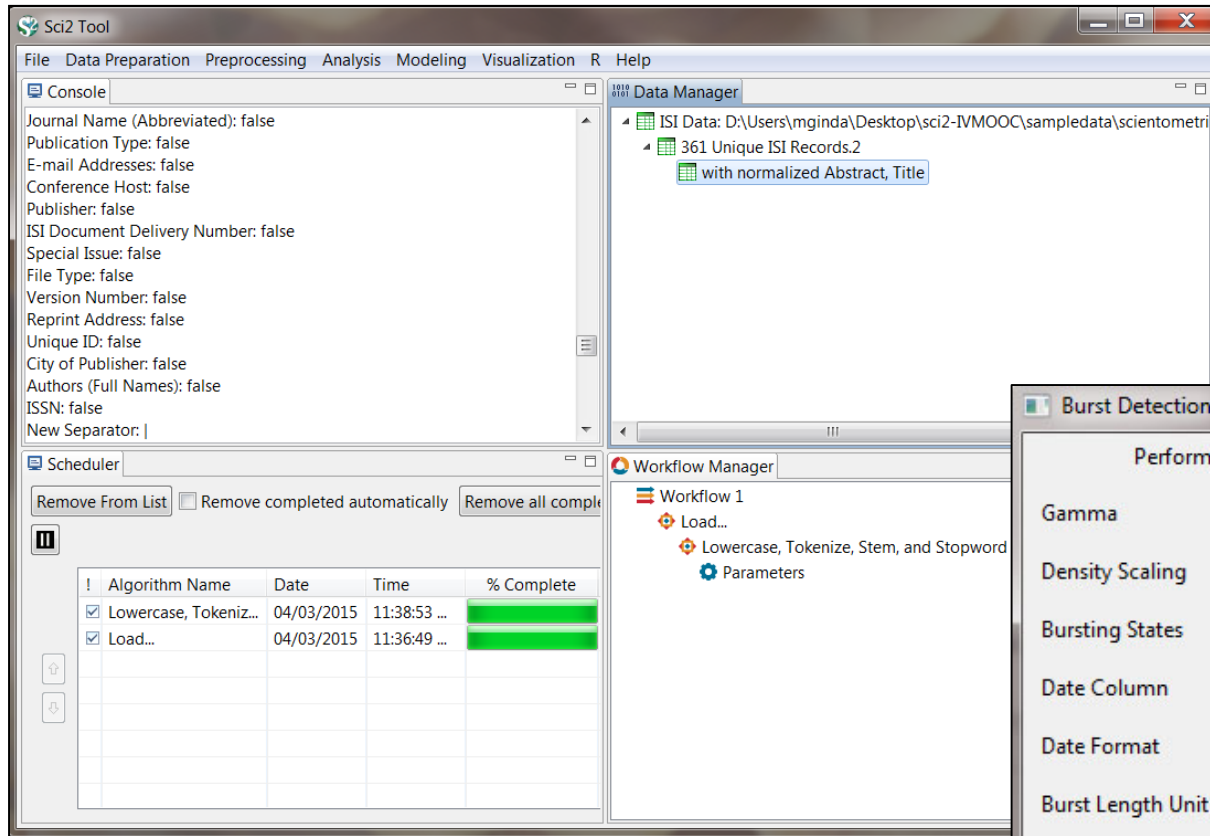 Sci2 Tool
File Data Preparation Preprocessing Analysis Modeling Visualization R Help
Console
Journal Name (Abbreviated): false
Publication Type: false
E-mail Addresses: false
Conference Host: false
Publisher: false
ISI Document Delivery Number: false
Special Issue: false
File Type: false
Version Number: false
Reprint Address: false
Unique ID: false
City of Publisher: false
Authors (Full Names): false
ISSN: false
New Separator: |
Data Manager
ISI Data: D:\Users\mginda\Desktop\sci2-IVMOOC\sampledata\scientometri
361 Unique ISI Records.2
with normalized Abstract, Title
Scheduler
Remove From List Remove completed automatically Remove all comple
! Algorithm Name Date Time % Complete
Lowercase, Tokeniz... 04/03/2015 11:38:53 ...
Load... 04/03/2015 11:36:49 ...
Workflow Manager
Workflow 1
Load...
Lowercase, Tokenize, Stem, and Stopword
Parameters
Burst Detection
Perform
Gamma
Density Scaling
Bursting States
Date Column
Date Format
Burst Length Unit